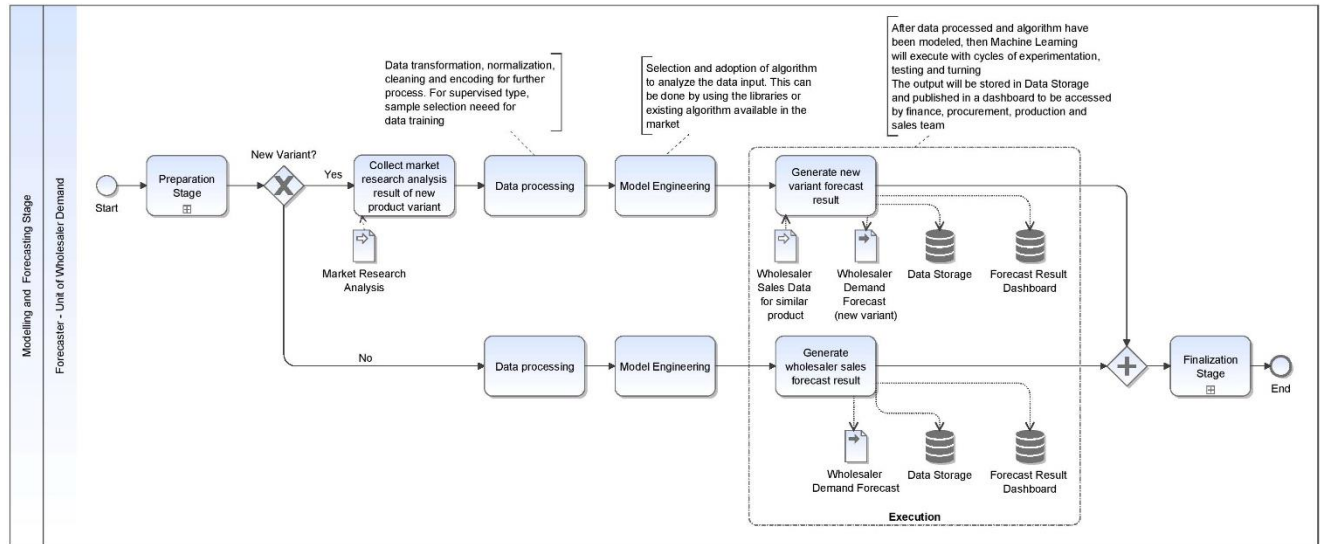 Modelling and Forecasting Stage
Forecaster - Unit of Wholesaler Demand
Data transformation, normalization,
cleaning and encoding for further
process. For supervised type,
sample selection neeed for
data training
Selection and adoption of algorithm
to analyze the data input. This can
be done by using the libraries or
existing algorithm available in the
market
After data processed and algorithm have
been modeled, then Machine Learning
will execute with cycles of experimentation,
testing and turning
The output will be stored in Data Storage
and published in a dashboard to be accessed
by finance, procurement, production and
sales team
Start
Preparation
Stage
New Variant?
Yes
Collect market
research analysis
result of new
product variant
Data processing
Model Engineering
Generate new
variant forecast
result
Market Research
Analysis
Wholesaler
Sales Data
for similar
product
Wholesaler
Demand
Forecast
(new variant)
Data Storage
Forecast Result
Dashboard
No
Data processing
Model Engineering
Generate
wholesaler sales
forecast result
Finalization
Stage
End
Wholesaler
Demand Forecast
Data Storage
Forecast Result
Dashboard
Execution